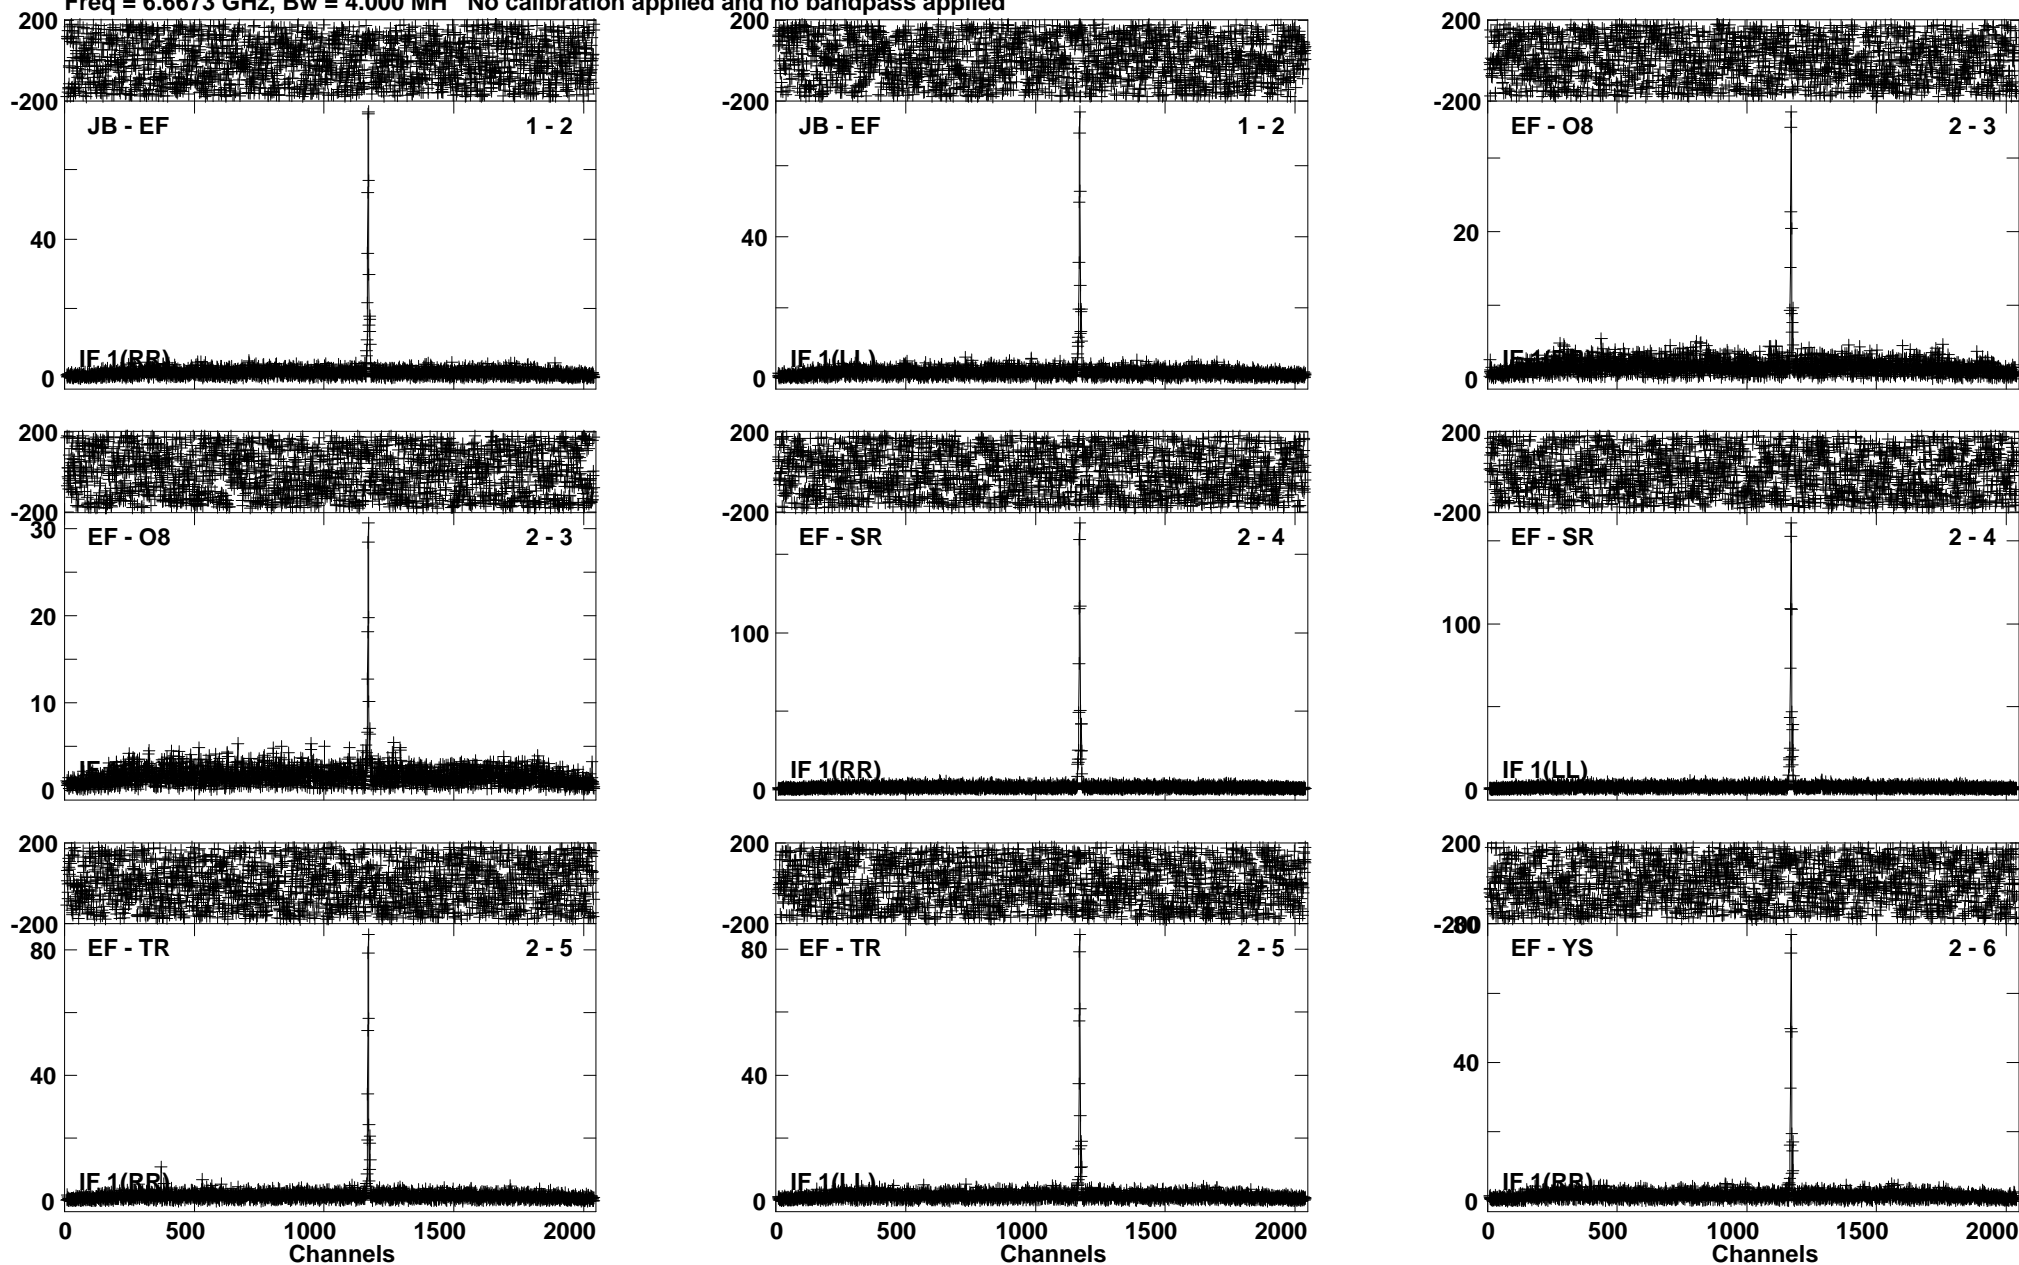 Freq = 6.6673 GHz, Bw = 4.000 MH No calibration applied and no bandpass applied
200 200 200
-200 -200 -200
JB - EF 1 - 2 JB - EF 1 - 2 EF - O8 2 - 3
40 40 20
IF 1(RR) IF 1(LL) IF 1
0 0 0
200 200 200
-200 -200 -200
30
EF - O8 2 - 3 EF - SR 2 - 4 EF - SR 2 - 4
20 100 100
10
IF IF 1(RR) IF 1(LL)
0 0 0
200 200 200
-200 -200 -200
80 80 80
EF - TR 2 - 5 EF - TR 2 - 5 EF - YS 2 - 6
40 40 40
IF 1(RR) IF 1(LL) IF 1(RR)
0 0 0
0 500 1000 1500 2000 0 500 1000 1500 2000 0 500 1000 1500 2000
Channels Channels Channels